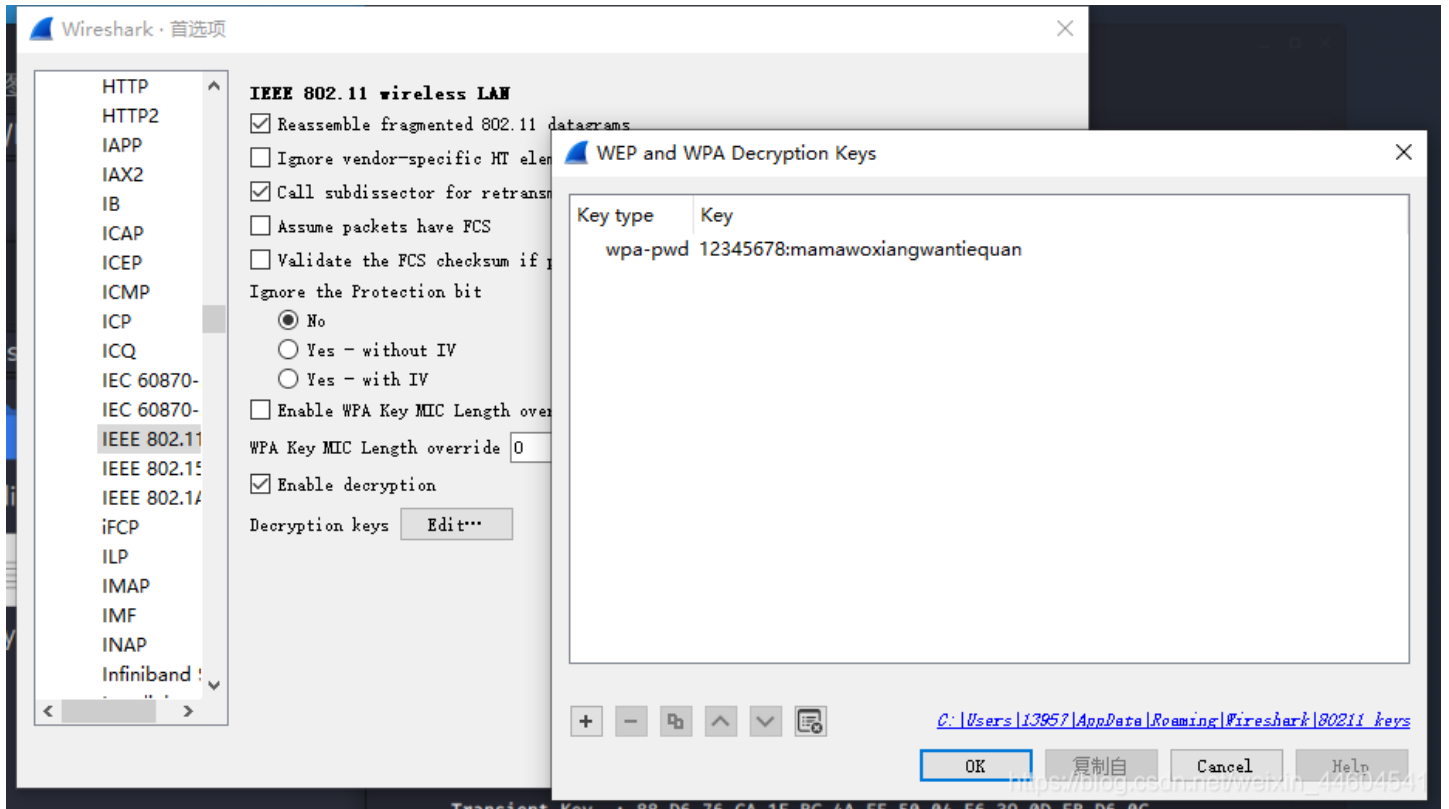 Wireshark · 首选项
HTTP
HTTP2
IAPP
IAX2
IB
ICAP
ICEP
ICMP
ICP
ICQ
IEC 60870-
IEC 60870-
IEEE 802.11
IEEE 802.15
IEEE 802.1A
iFCP
ILP
IMAP
IMF
INAP
Infiniband
IEEE 802.11 wireless LAN
Reassemble fragmented 802.11 datagrams
Ignore vendor-specific HT elem
Call subdissector for retransm
Assume packets have FCS
Validate the FCS checksum if
Ignore the Protection bit
No
Yes - without IV
Yes - with IV
Enable WPA Key MIC Length over
WPA Key MIC Length override 0
Enable decryption
Decryption keys Edit…
WEP and WPA Decryption Keys
Key type Key
wpa-pwd 12345678:mamawoxiangwantiequan
C:|Users|13957|AppData|Roaming|Wireshark|80211_keys
OK 复制自 Cancel Help
https://blog.csdn.net/weixin_44604541